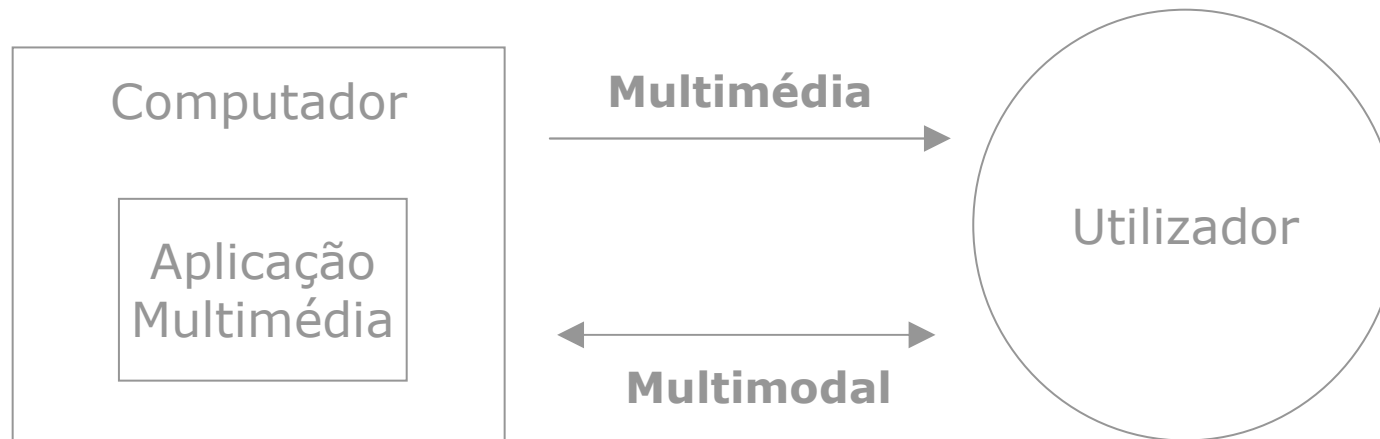 Computador
Multimédia
Aplicação
Multimédia
Utilizador
Multimodal